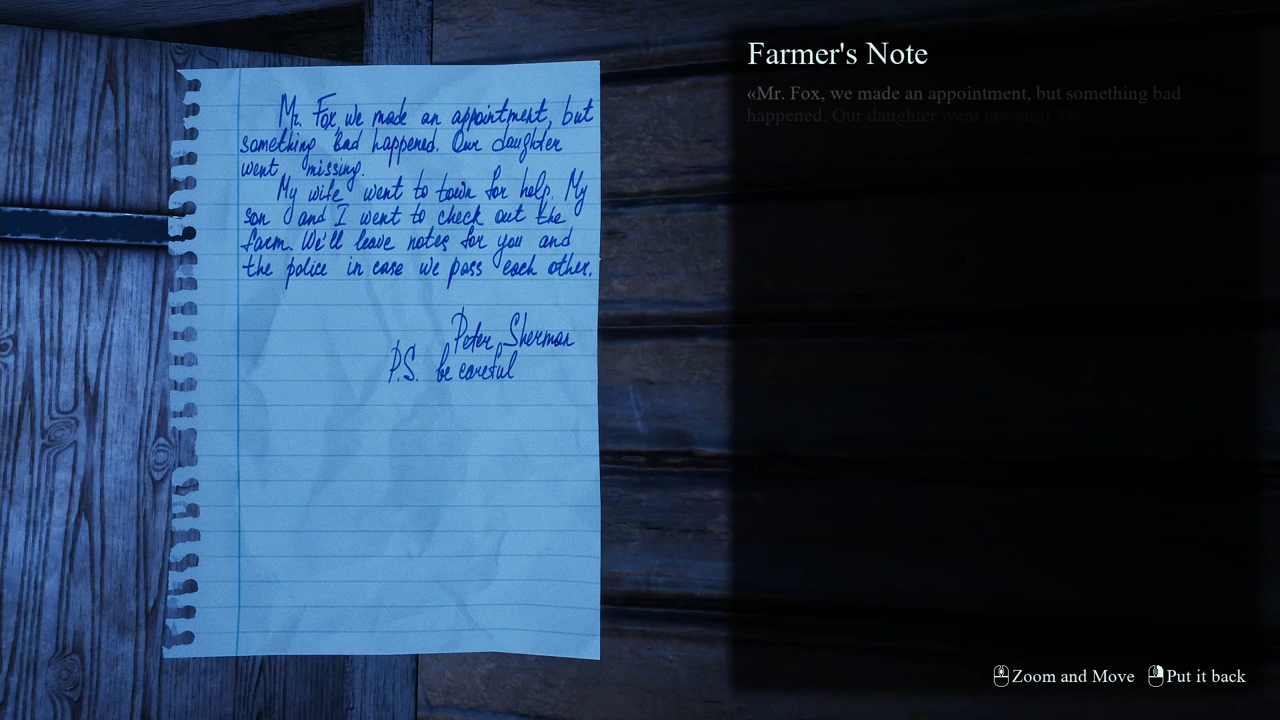 Mr. Fox, we made an appointment, but
something bad happened. Our daughter
went missing.
My wife went to town for help. My
son and I went to check out the
farm. We'll leave notes for you and
the police in case we pass each other.
Peter Sherman
P.S. be careful
Farmer's Note
«Mr. Fox, we made an appointment, but something bad
happened. Our daughter went missing! My
Zoom and Move
Put it back